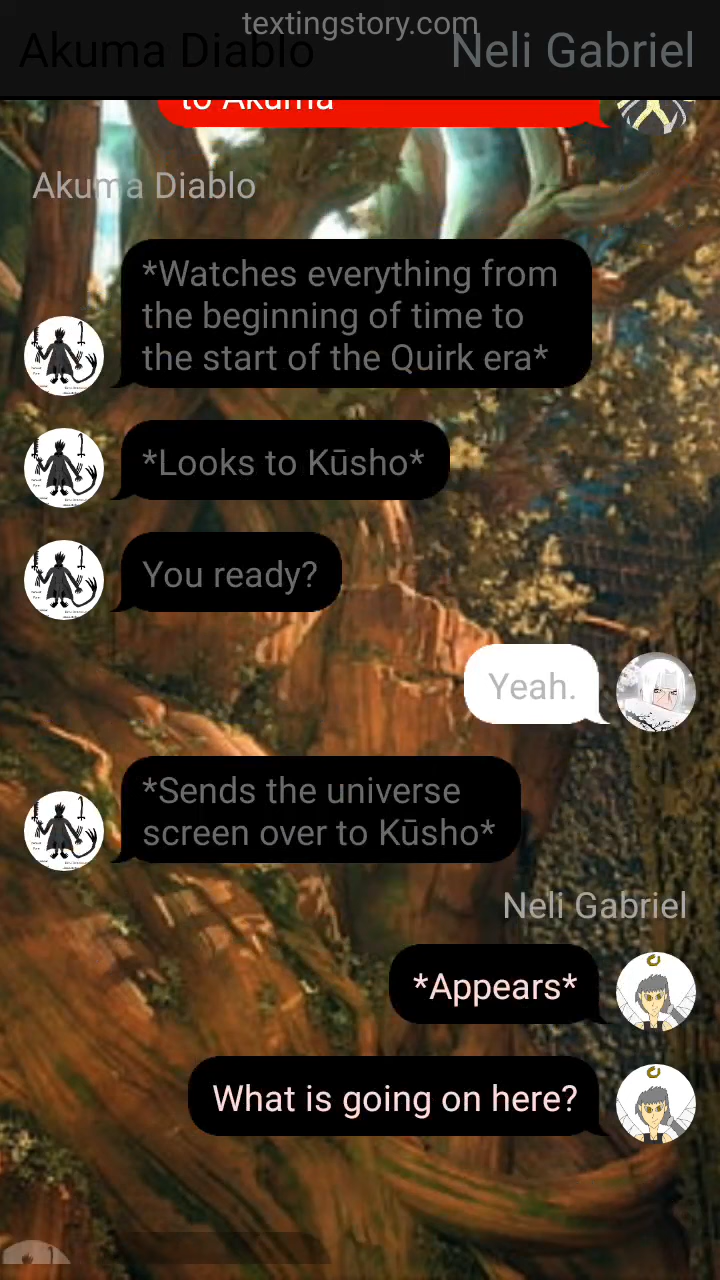 textingstory.com
Akuma Diablo
Neli Gabriel
to Akuma
Akuma Diablo
*Watches everything from
the beginning of time to
the start of the Quirk era*
*Looks to Kūsho*
You ready?
Yeah.
*Sends the universe
screen over to Kūsho*
Neli Gabriel
*Appears*
What is going on here?